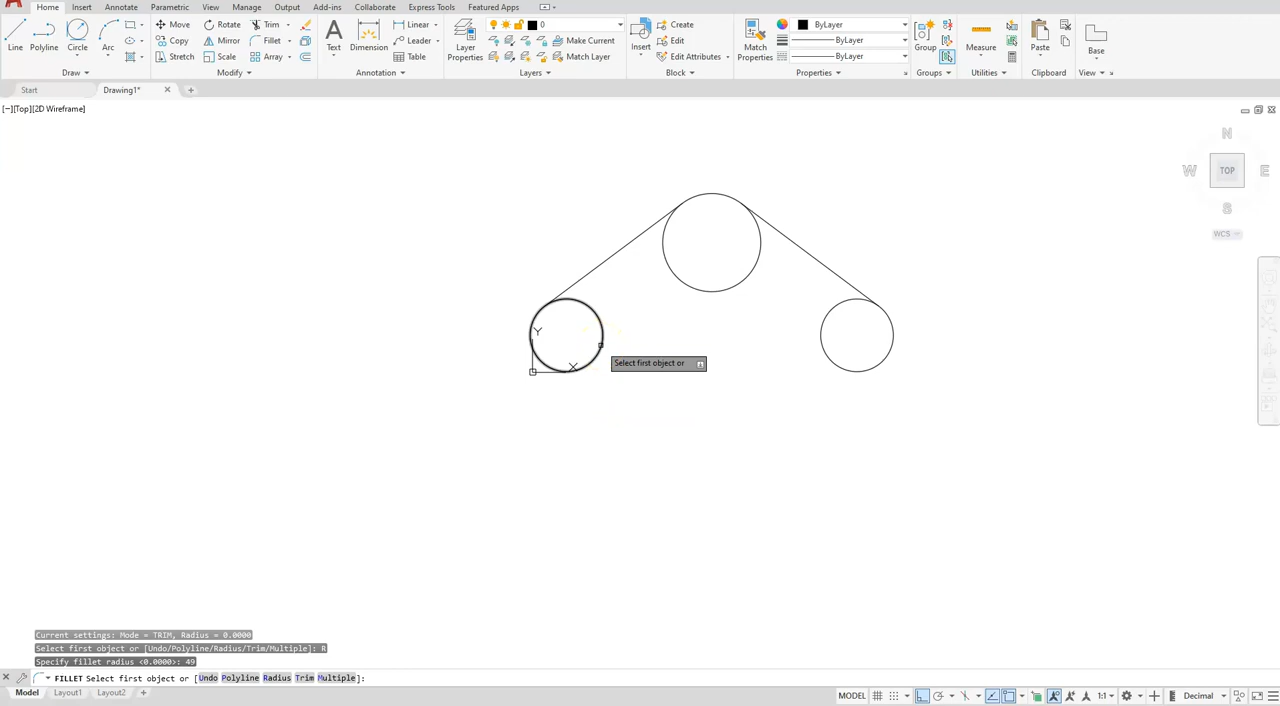 Home Insert Annotate Parametric View Manage Output Add-ins Collaborate Express Tools Featured Apps
Line Polyline Circle Arc
Move Rotate Trim
Copy Mirror Fillet
Stretch Scale Array
Text Dimension
Linear
Leader
Table
Layer Properties
0
Make Current
Match Layer
Insert
Create
Edit
Edit Attributes
Match Properties
ByLayer
ByLayer
ByLayer
Group
Measure
Paste
Base
Draw Modify Annotation Layers Block Properties Groups Utilities Clipboard View
Start Drawing1*
[−][Top][2D Wireframe]
N
W TOP E
S
WCS
Y
X
Select first object or
Current settings: Mode = TRIM, Radius = 0.0000
Select first object or [Undo/Polyline/Radius/Trim/Multiple]: R
Specify fillet radius <0.0000>: 49
FILLET Select first object or [Undo Polyline Radius Trim Multiple]:
Model Layout1 Layout2 +
MODEL 1:1 Decimal